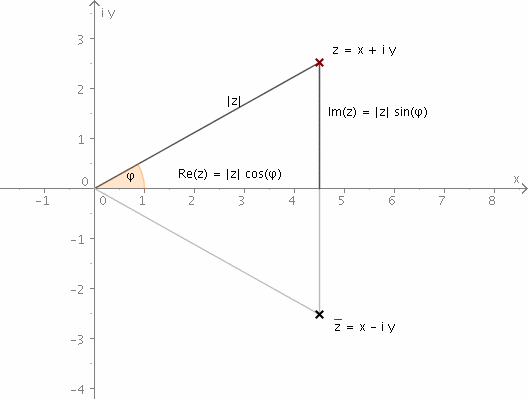 i y
3
z = x + i y
2
|z|
Im(z) = |z| sin(φ)
1
φ
Re(z) = |z| cos(φ)
0
x
-1 0 1 2 3 4 5 6 7 8
-1
-2
z̅ = x - i y
-3
-4